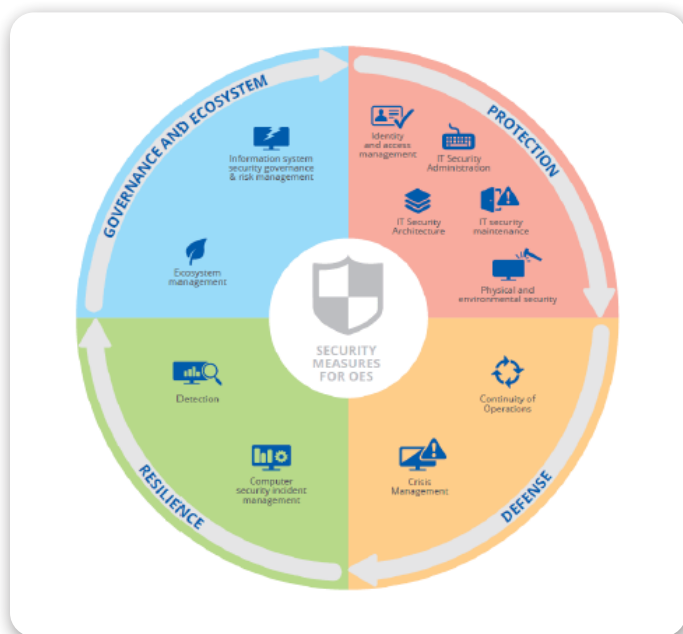 GOVERNANCE AND ECOSYSTEM
Information system
security governance
& risk management
Ecosystem
management
PROTECTION
Identity
and access
management
IT Security
Administration
IT Security
Architecture
IT security
maintenance
Physical and
environmental security
SECURITY
MEASURES
FOR OES
Detection
Computer
security incident
management
RESILIENCE
Continuity of
Operations
Crisis
Management
DEFENSE